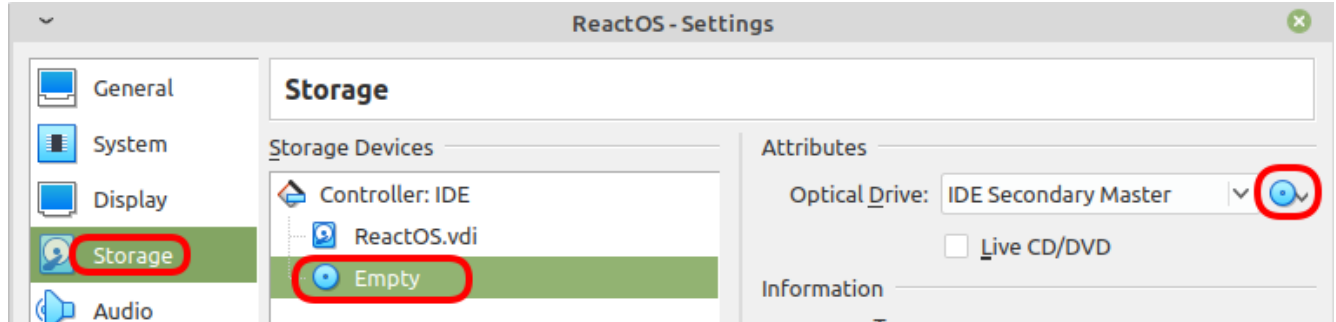 ReactOS - Settings
General
System
Display
Storage
Audio
Storage
Storage Devices
Controller: IDE
ReactOS.vdi
Empty
Attributes
Optical Drive: IDE Secondary Master
Live CD/DVD
Information